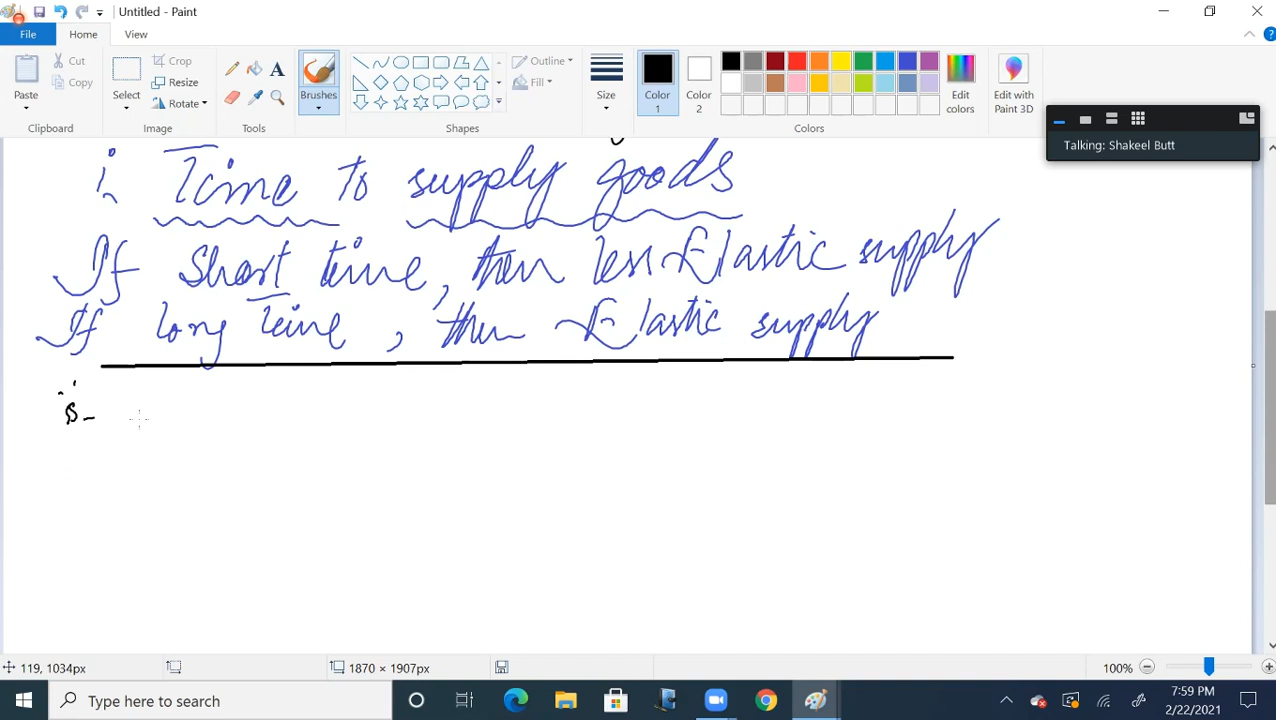 Untitled - Paint
File
Home
View
Paste
Cut
Copy
Clipboard
Select
Crop
Resize
Rotate
Image
Tools
Brushes
Outline
Fill
Shapes
Size
Color
1
Color
2
Edit
colors
Colors
Edit with
Paint 3D
Talking: Shakeel Butt
i, Time to supply goods
If Short time, then less Elastic supply
If long Time, then Elastic supply
119, 1034px
1870 × 1907px
100%
Type here to search
7:59 PM
2/22/2021